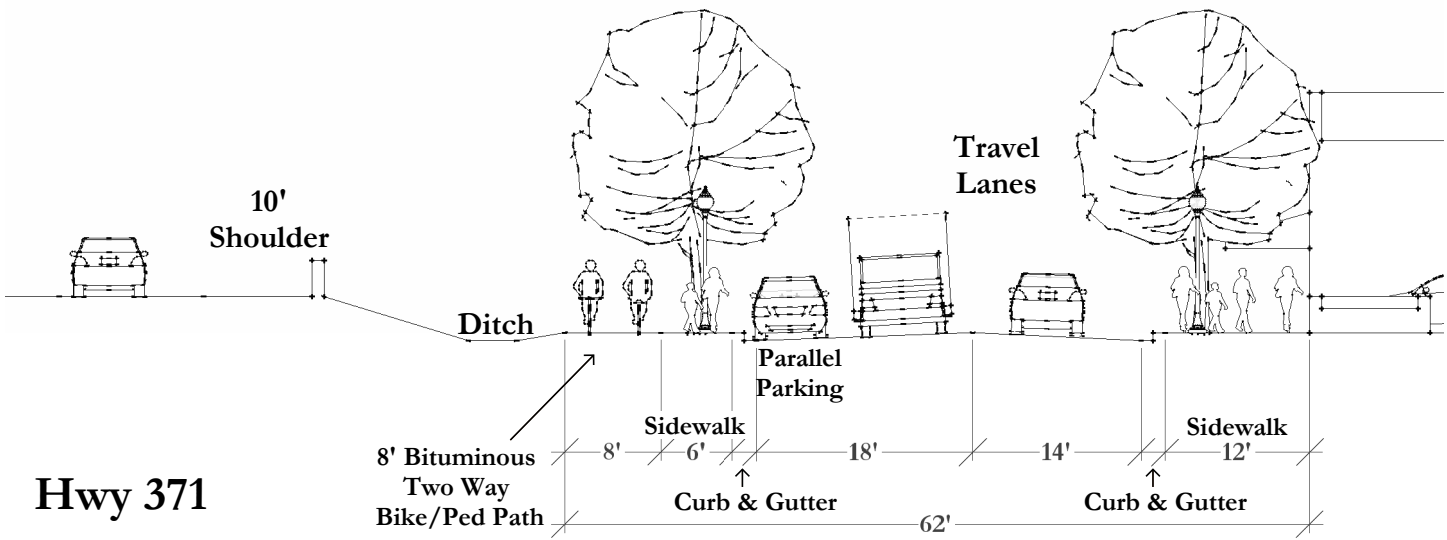 Travel
Lanes
10'
Shoulder
Ditch
Parallel
Parking
Sidewalk
Sidewalk
8'
6'
18'
14'
12'
8' Bituminous
Two Way
Bike/Ped Path
Curb & Gutter
Curb & Gutter
Hwy 371
62'